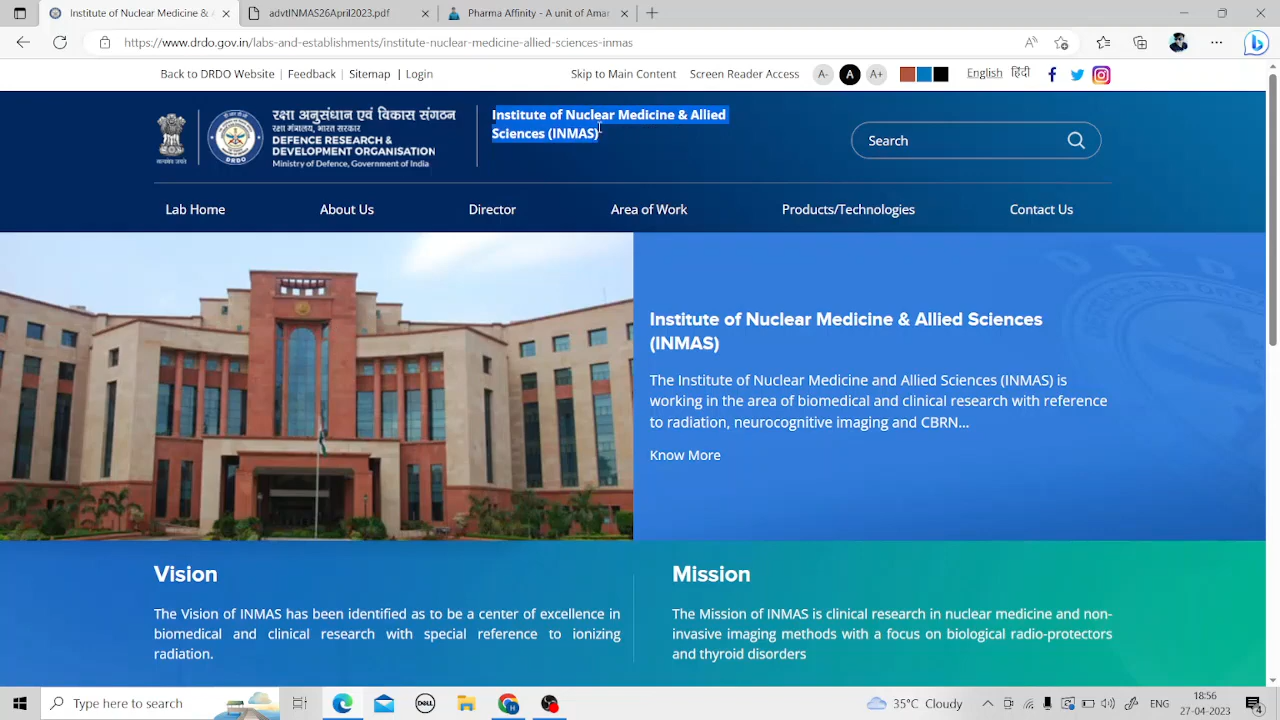 Institute of Nuclear Medicine &
advtINMAS26April2023.pdf
Pharma Affinity - A unit of Amar
https://www.drdo.gov.in/labs-and-establishments/institute-nuclear-medicine-allied-sciences-inmas
Back to DRDO Website | Feedback | Sitemap | Login
Skip to Main Content Screen Reader Access A- A A+ English हिंदी
रक्षा अनुसंधान एवं विकास संगठन
रक्षा मंत्रालय, भारत सरकार
DEFENCE RESEARCH &
DEVELOPMENT ORGANISATION
Ministry of Defence, Government of India
सत्यमेव जयते
DRDO
Institute of Nuclear Medicine & Allied
Sciences (INMAS)
Search
Lab Home About Us Director Area of Work Products/Technologies Contact Us
Institute of Nuclear Medicine & Allied Sciences
(INMAS)
The Institute of Nuclear Medicine and Allied Sciences (INMAS) is
working in the area of biomedical and clinical research with reference
to radiation, neurocognitive imaging and CBRN...
Know More
Vision
The Vision of INMAS has been identified as to be a center of excellence in
biomedical and clinical research with special reference to ionizing
radiation.
Mission
The Mission of INMAS is clinical research in nuclear medicine and non-
invasive imaging methods with a focus on biological radio-protectors
and thyroid disorders
Type here to search
DELL
35°C Cloudy
ENG
18:56
27-04-2023
4